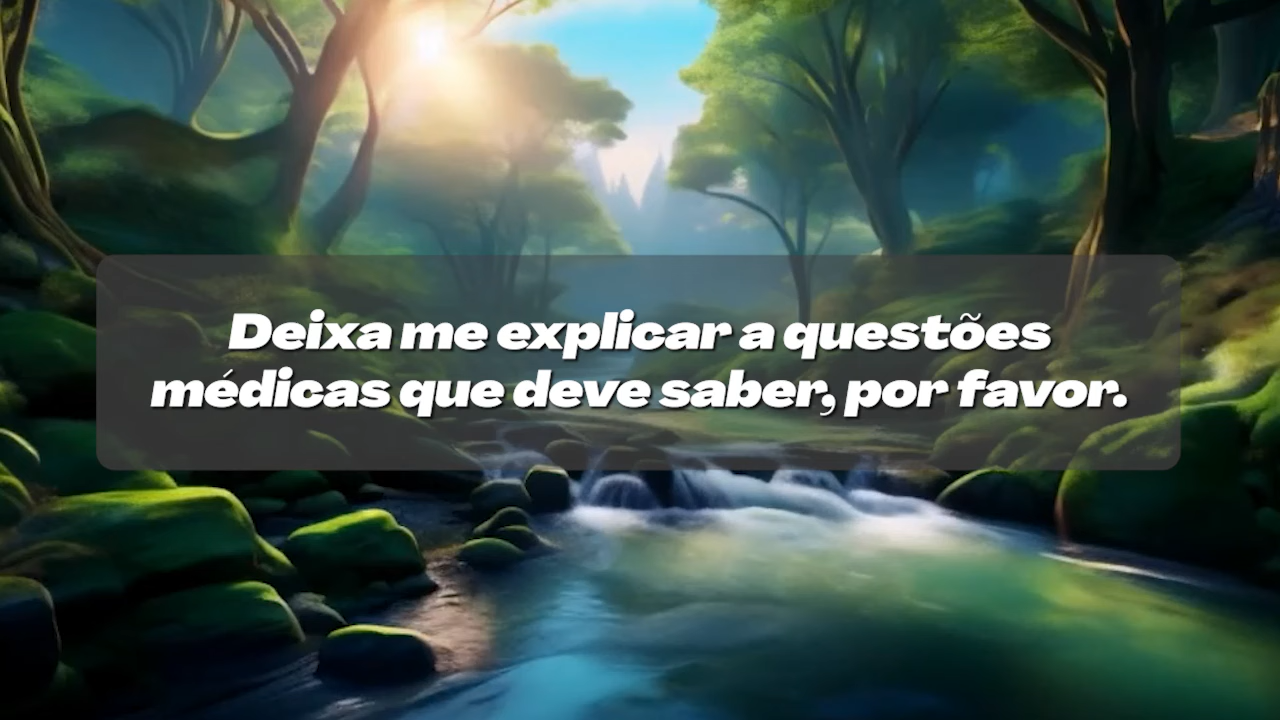 Deixa me explicar a questões
médicas que deve saber, por favor.